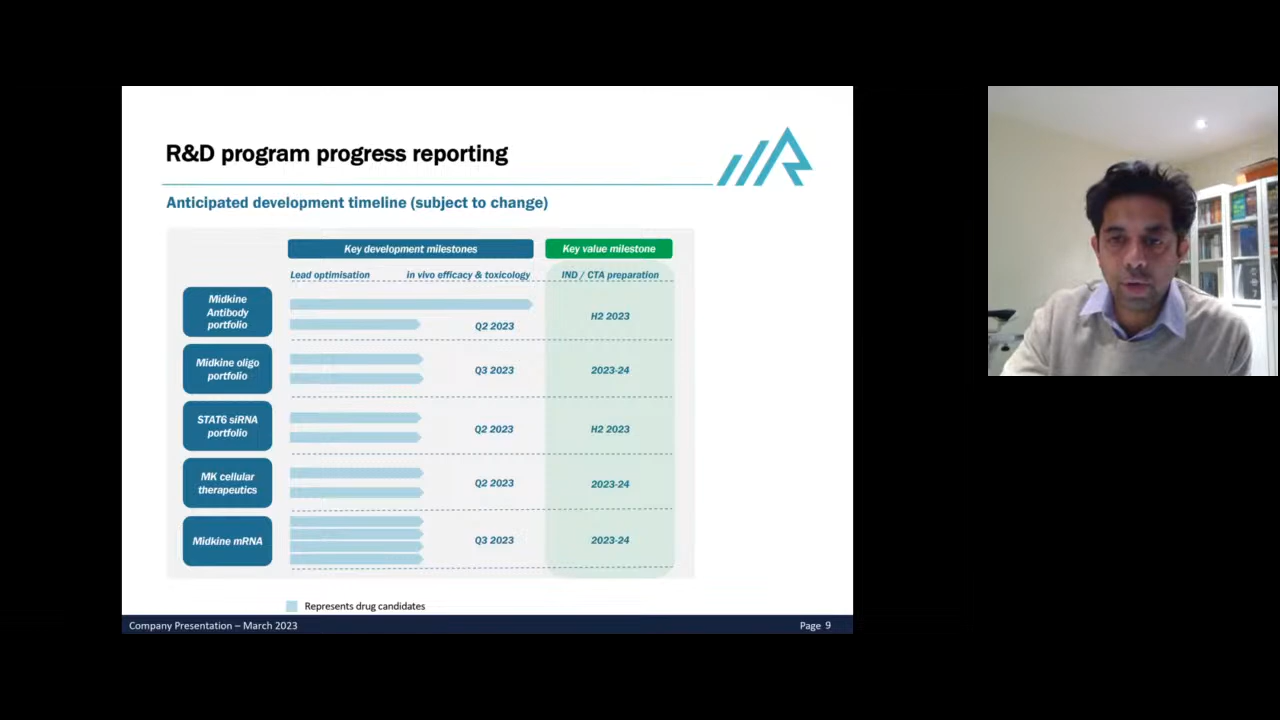 R&D program progress reporting
Anticipated development timeline (subject to change)
Key development milestones
Key value milestone
Lead optimisation
in vivo efficacy & toxicology
IND / CTA preparation
Midkine
Antibody
portfolio
Q2 2023
H2 2023
Midkine oligo
portfolio
Q3 2023
2023-24
STAT6 siRNA
portfolio
Q2 2023
H2 2023
MK cellular
therapeutics
Q2 2023
2023-24
Midkine mRNA
Q3 2023
2023-24
Represents drug candidates
Company Presentation – March 2023
Page 9